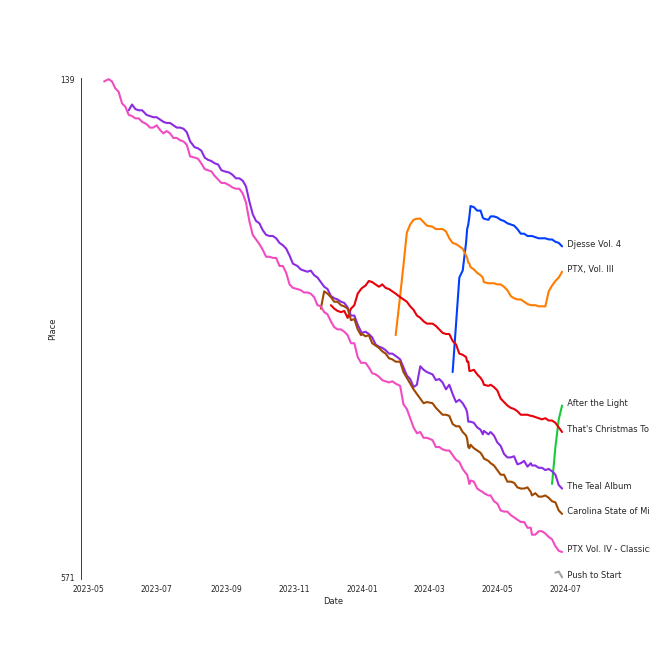 139
Djesse Vol. 4
PTX, Vol. III
Place
After the Light
That's Christmas To
The Teal Album
Carolina State of Mi
PTX Vol. IV - Classic
Push to Start
571
2023-05 2023-07 2023-09 2023-11 2024-01 2024-03 2024-05 2024-07
Date